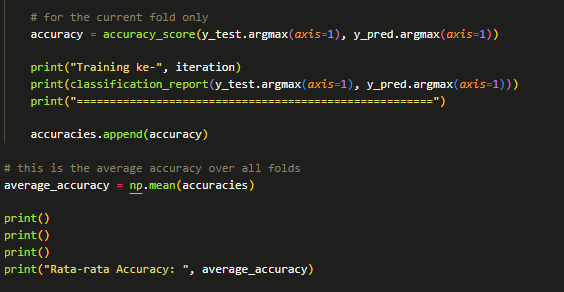 # for the current fold only
accuracy = accuracy_score(y_test.argmax(axis=1), y_pred.argmax(axis=1))
print("Training ke-", iteration)
print(classification_report(y_test.argmax(axis=1), y_pred.argmax(axis=1)))
print("======================================================")
accuracies.append(accuracy)
# this is the average accuracy over all folds
average_accuracy = np.mean(accuracies)
print()
print()
print()
print("Rata-rata Accuracy: ", average_accuracy)